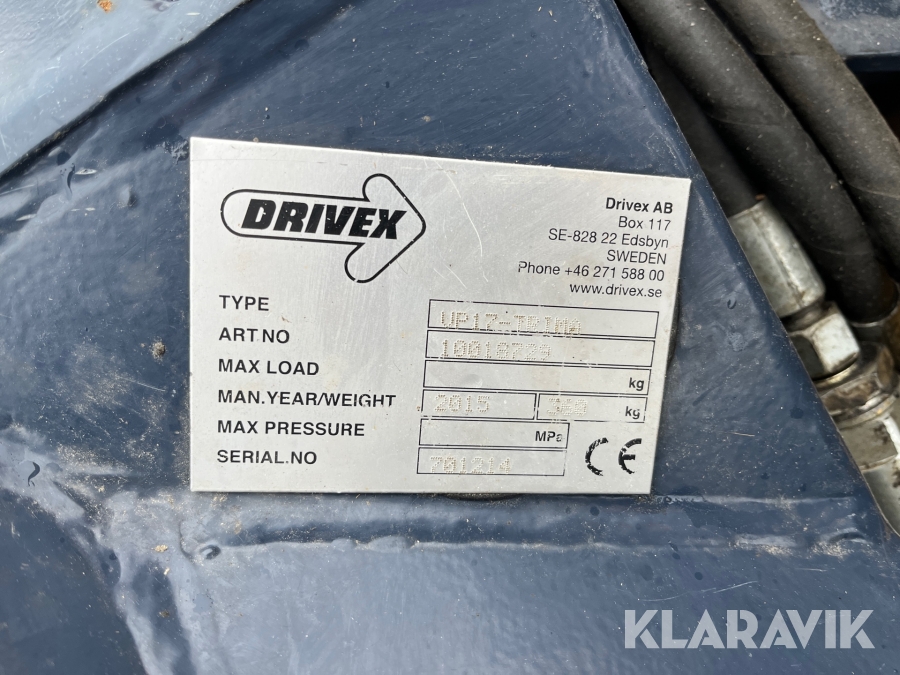 DRIVEX
Drivex AB
Box 117
SE-828 22 Edsbyn
SWEDEN
Phone +46 271 588 00
www.drivex.se
TYPE
ART NO
MAX LOAD kg
MAN.YEAR/WEIGHT 2015 kg
MAX PRESSURE MPa
SERIAL.NO 701214
CE
KLARAVIK